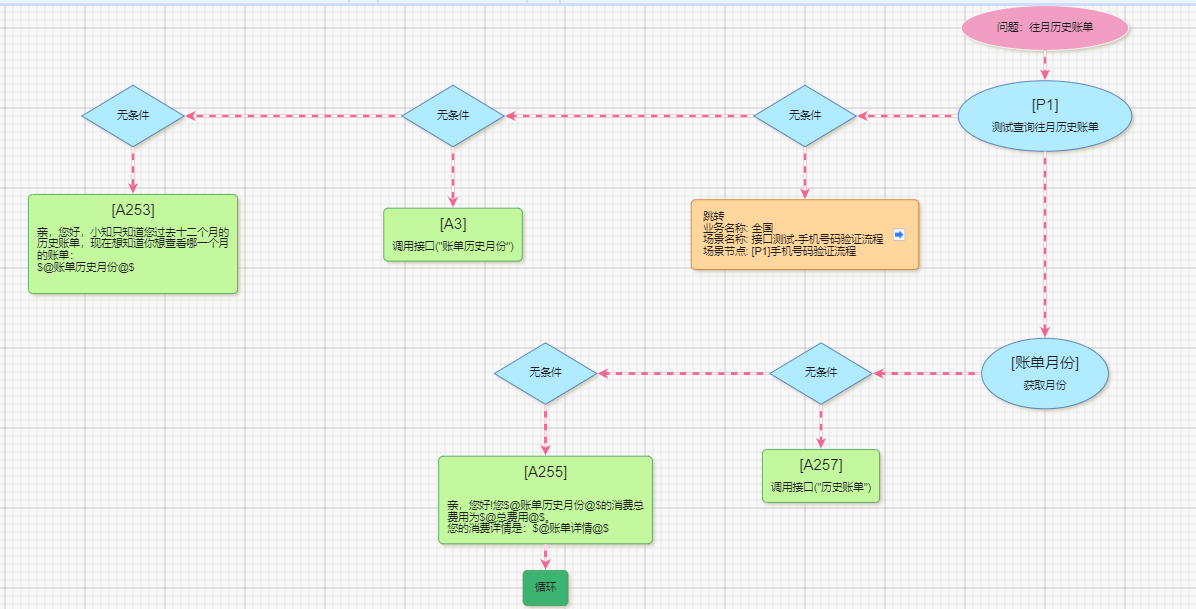 问题：往月历史账单
[P1]
测试查询往月历史账单
无条件
无条件
无条件
[A253]
亲，您好，小知只知道您过去十二个月的
历史账单，现在想知道你想查看哪一个月
的账单：
$@账单历史月份@$
[A3]
调用接口("账单历史月份")
跳转
业务名称: 全国
场景名称: 接口测试-手机号码验证流程
场景节点: [P1]手机号码验证流程
[账单月份]
获取月份
无条件
无条件
[A255]
亲，您好!您$@账单历史月份@$的消费总
费用为$@总费用@$。
您的消费详情是：$@账单详情@$
[A257]
调用接口("历史账单")
循环